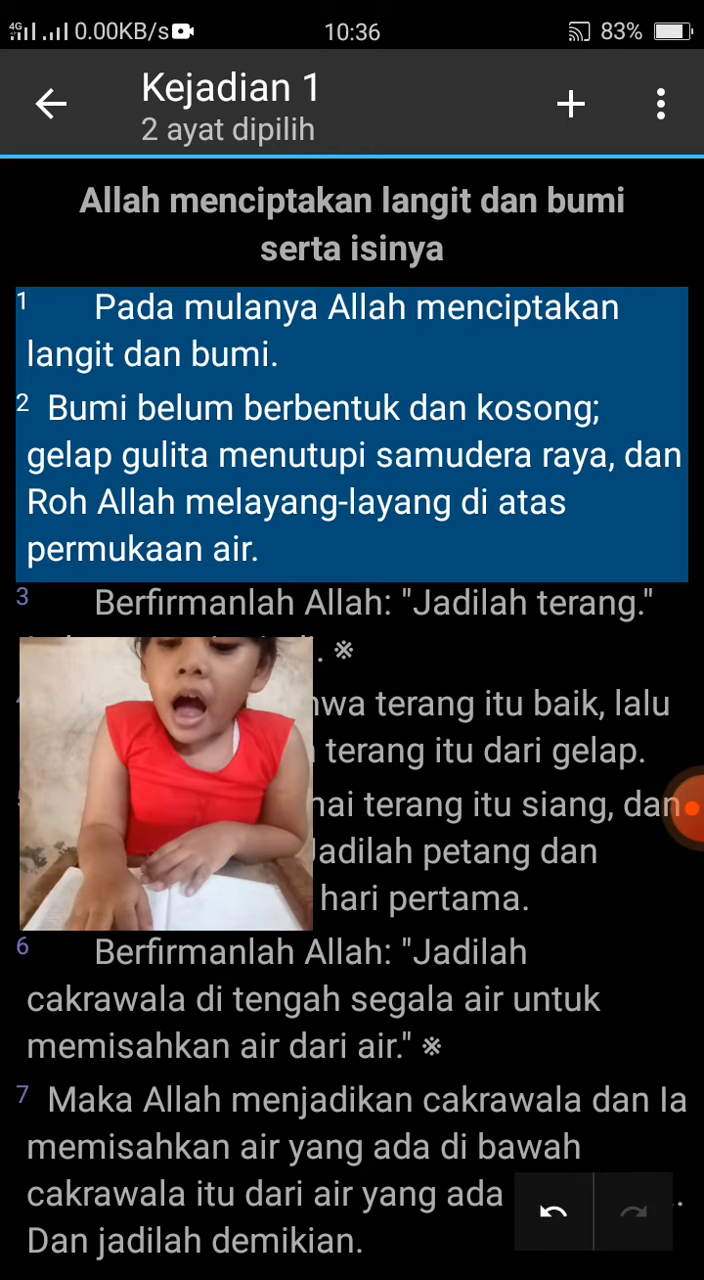 4G 0.00KB/s 10:36 83%
Kejadian 1
2 ayat dipilih
Allah menciptakan langit dan bumi
serta isinya
1 Pada mulanya Allah menciptakan
langit dan bumi.
2 Bumi belum berbentuk dan kosong;
gelap gulita menutupi samudera raya, dan
Roh Allah melayang-layang di atas
permukaan air.
3 Berfirmanlah Allah: "Jadilah terang."
. ※
terang itu baik, lalu
terang itu dari gelap.
terang itu siang, dan
Jadilah petang dan
hari pertama.
6 Berfirmanlah Allah: "Jadilah
cakrawala di tengah segala air untuk
memisahkan air dari air." ※
7 Maka Allah menjadikan cakrawala dan Ia
memisahkan air yang ada di bawah
cakrawala itu dari air yang ada .
Dan jadilah demikian.